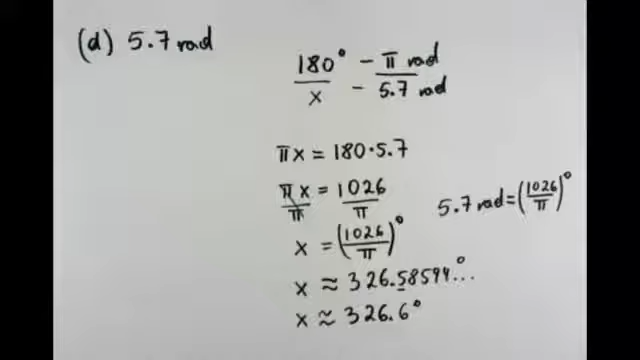 (d) 5.7 rad
180° – π rad
x – 5.7 rad
πx = 180·5.7
πx = 1026
π π
x = (1026/π)°
5.7 rad = (1026/π)°
x ≈ 326.58594...°
x ≈ 326.6°